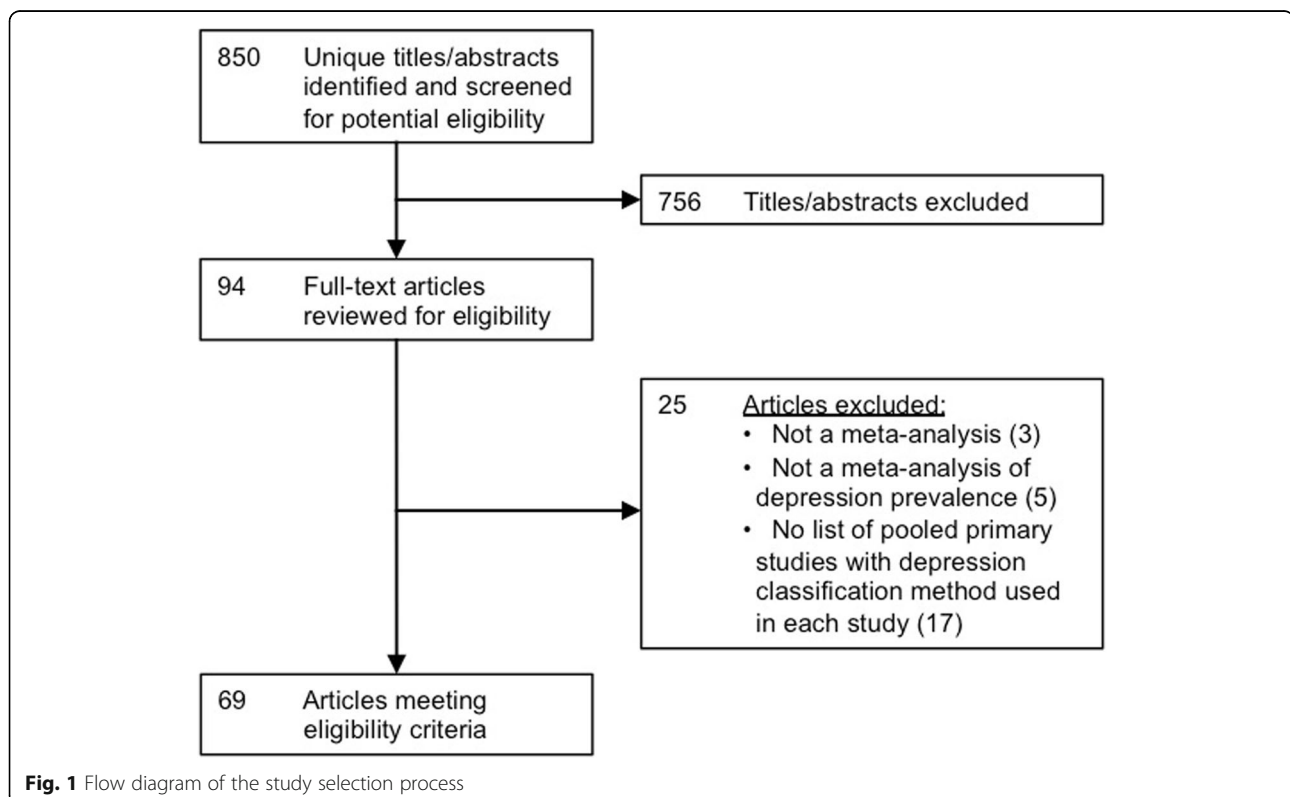 850 Unique titles/abstracts
identified and screened
for potential eligibility
756 Titles/abstracts excluded
94 Full-text articles
reviewed for eligibility
25 Articles excluded:
• Not a meta-analysis (3)
• Not a meta-analysis of
depression prevalence (5)
• No list of pooled primary
studies with depression
classification method used
in each study (17)
69 Articles meeting
eligibility criteria
Fig. 1 Flow diagram of the study selection process